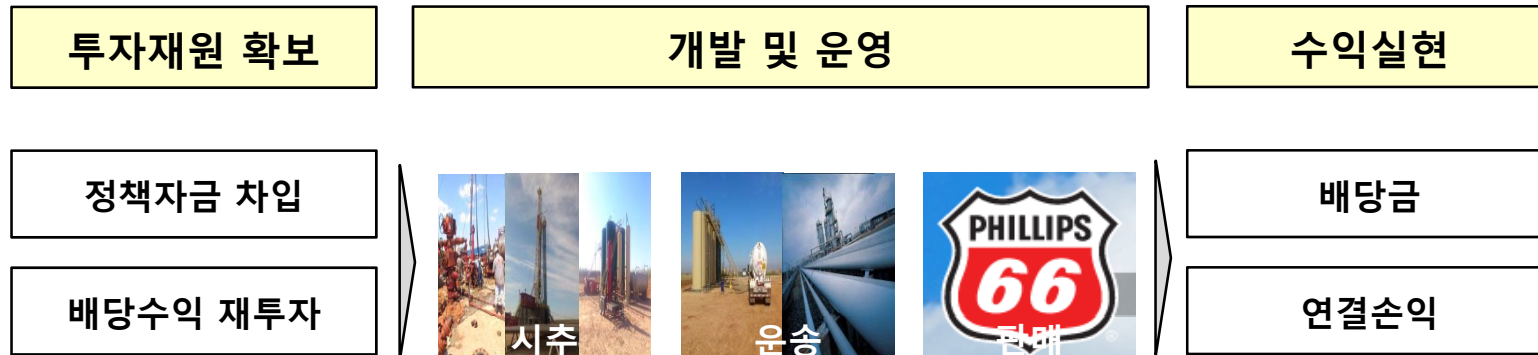 투자재원 확보
개발 및 운영
수익실현
정책자금 차입
배당수익 재투자
시추
운송
PHILLIPS
66
®
판매
배당금
연결손익